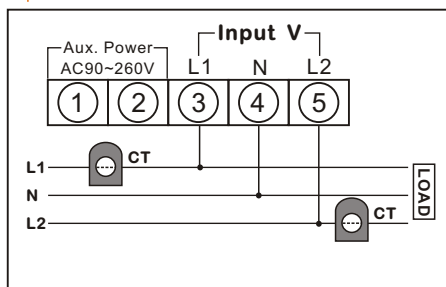 Input V
Aux. Power
AC90~260V L1 N L2
1 2 3 4 5
CT
L1
N
LOAD
CT
L2